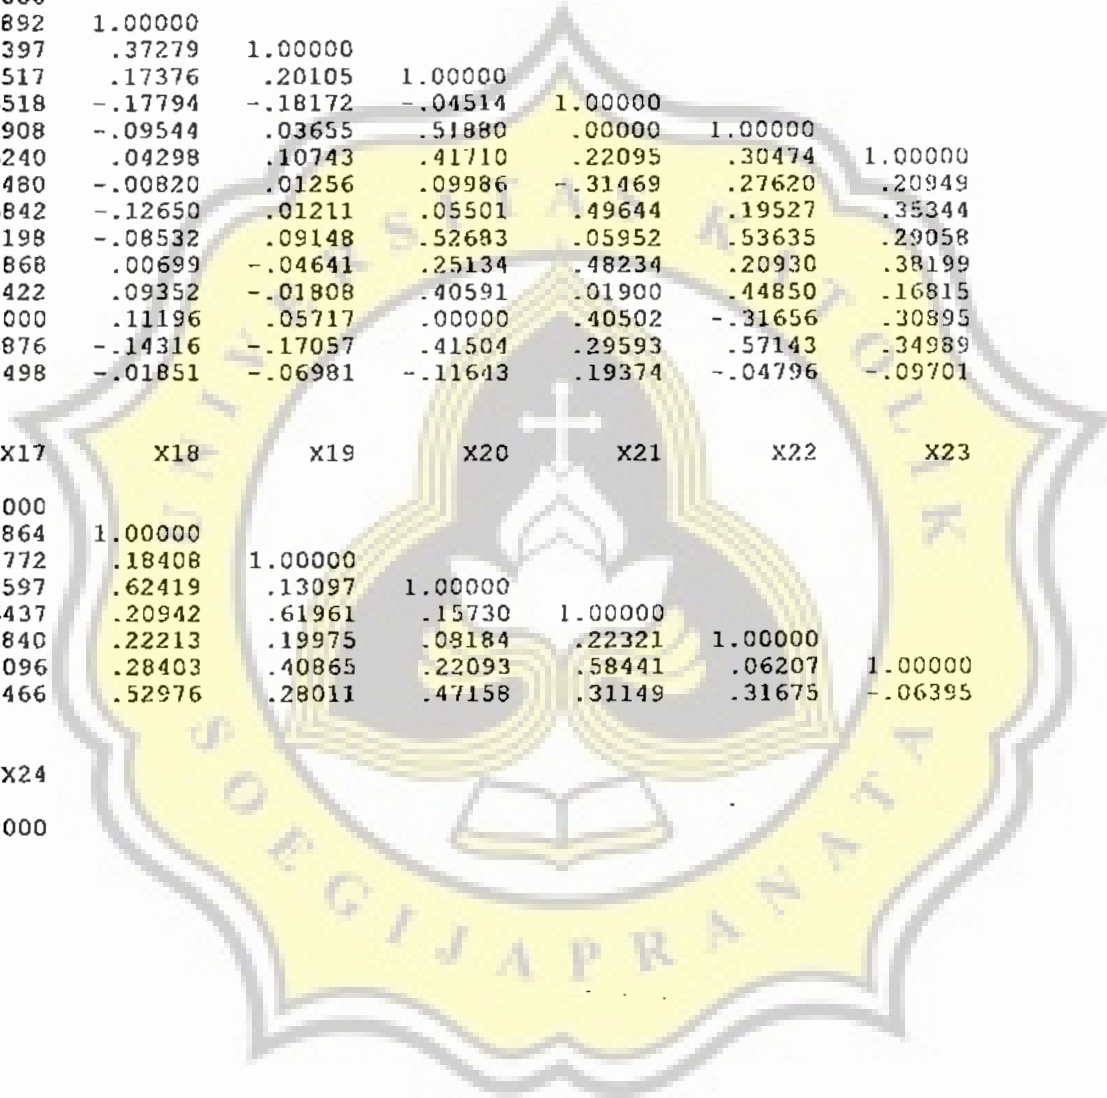 892 1.00000
397 .37279 1.00000
517 .17376 .20105 1.00000
518 -.17794 -.18172 -.04514 1.00000
908 -.09544 .03655 .51880 .00000 1.00000
240 .04298 .10743 .41710 .22095 .30474 1.00000
480 -.00820 .01256 .09986 -.31469 .27620 .20949
842 -.12650 .01211 .05501 .49644 .19527 .35344
198 -.08532 .09148 .52683 .05952 .53635 .29058
868 .00699 -.04641 .25134 .48234 .20930 .38199
422 .09352 -.01808 .40591 .01900 .44850 .16815
000 .11196 .05717 .00000 .40502 -.31656 .30895
876 -.14316 -.17057 .41504 .29593 .57143 .34989
498 -.01851 -.06981 -.11643 .19374 -.04796 -.09701
X17 X18 X19 X20 X21 X22 X23
000
864 1.00000
772 .18408 1.00000
597 .62419 .13097 1.00000
437 .20942 .61961 .15730 1.00000
840 .22213 .19975 .08184 .22321 1.00000
096 .28403 .40865 .22093 .58441 .06207 1.00000
466 .52976 .28011 .47158 .31149 .31675 -.06395
X24
000
UNIVERSITAS KATOLIK
SOEGIJAPRANATA